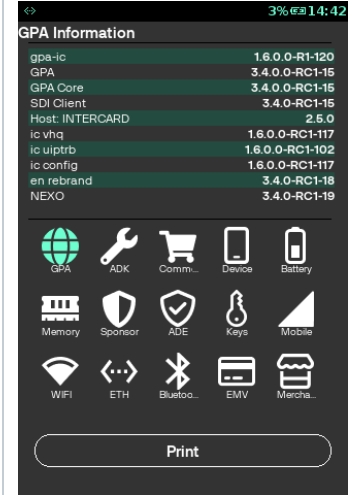 3% 14:42
GPA Information
gpa-ic 1.6.0.0-R1-120
GPA 3.4.0-RC1-15
GPA Core 3.4.0-RC1-15
SDI Client 3.4.0-RC1-15
Host: INTERCARD 2.5.0
ic vhq 1.6.0.0-RC1-117
ic uiptrb 1.6.0.0-RC1-102
ic config 1.6.0.0-RC1-117
en rebrand 3.4.0-RC1-18
NEXO 3.4.0-RC1-19
GPA ADK Comm... Device Battery
Memory Sponsor ADE Keys Mobile
WIFI ETH Bluetoo... EMV Mercha...
Print